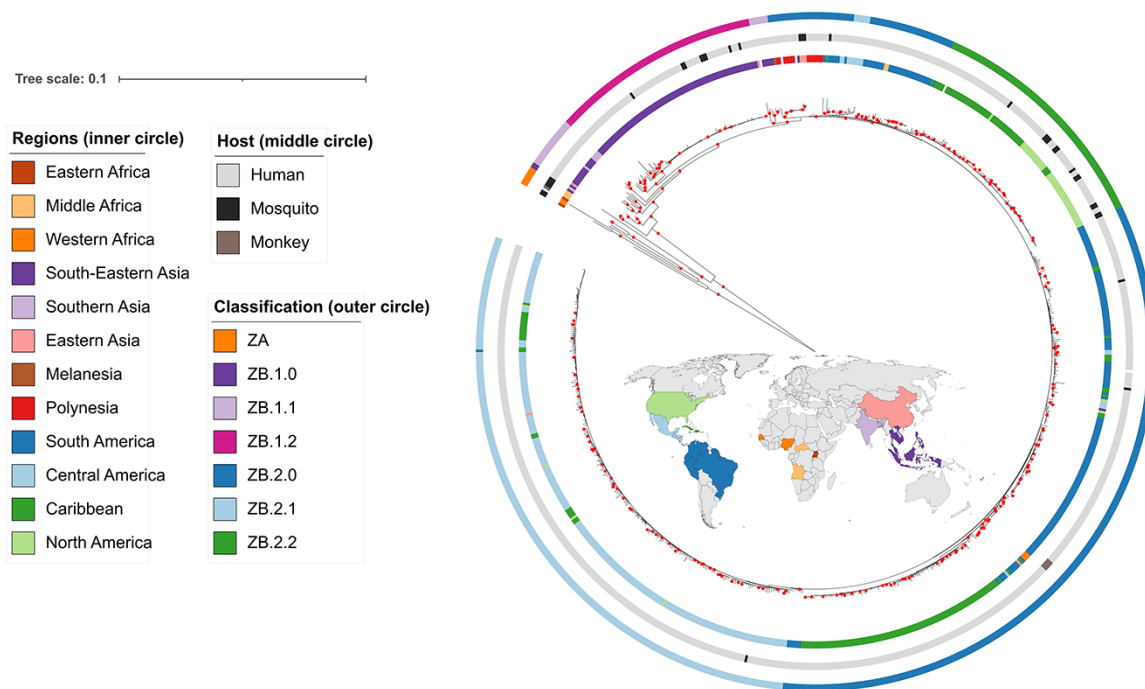 Tree scale: 0.1
Regions (inner circle)
Eastern Africa
Middle Africa
Western Africa
South-Eastern Asia
Southern Asia
Eastern Asia
Melanesia
Polynesia
South America
Central America
Caribbean
North America
Host (middle circle)
Human
Mosquito
Monkey
Classification (outer circle)
ZA
ZB.1.0
ZB.1.1
ZB.1.2
ZB.2.0
ZB.2.1
ZB.2.2